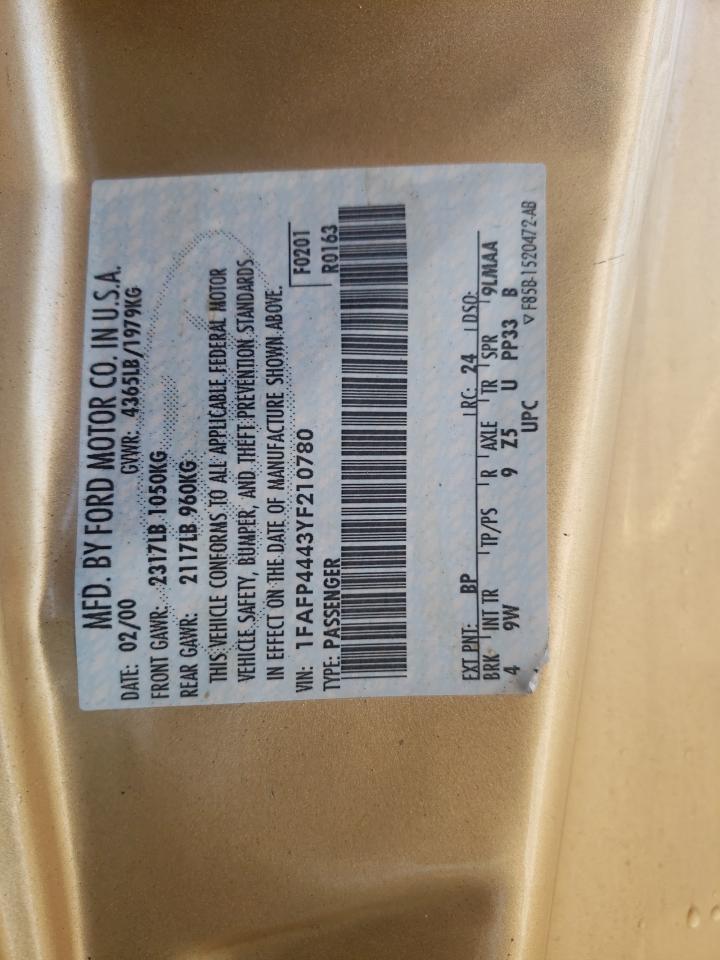 MFD. BY FORD MOTOR CO. IN U.S.A.
DATE: 02/00 GVWR: 4365LB/1979KG
FRONT GAWR: 2317LB 1050KG
REAR GAWR: 2117LB 960KG
THIS VEHICLE CONFORMS TO ALL APPLICABLE FEDERAL MOTOR
VEHICLE SAFETY, BUMPER, AND THEFT PREVENTION STANDARDS
IN EFFECT ON THE DATE OF MANUFACTURE SHOWN ABOVE.
VIN: 1FAFP4443YF210780 F0201
TYPE: PASSENGER R0163
EXT PNT: BP RC: 24 DSO:
BRK INT TR TP/PS R AXLE TR SPR 9LMAA
4 9W 9 Z5 U PP33 B
UPC ▽F85B-1520472-AB